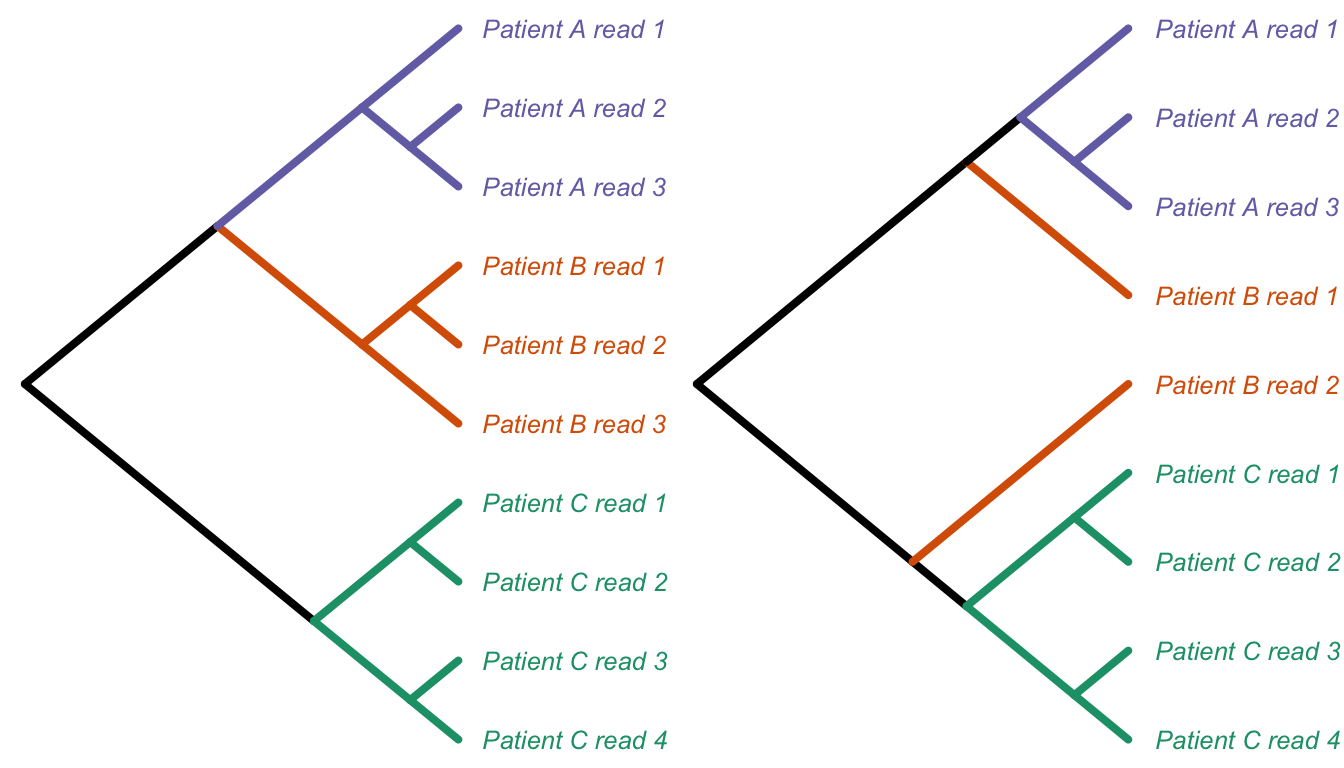 Patient A read 1
Patient A read 2
Patient A read 3
Patient B read 1
Patient B read 2
Patient B read 3
Patient C read 1
Patient C read 2
Patient C read 3
Patient C read 4
Patient A read 1
Patient A read 2
Patient A read 3
Patient B read 1
Patient B read 2
Patient C read 1
Patient C read 2
Patient C read 3
Patient C read 4